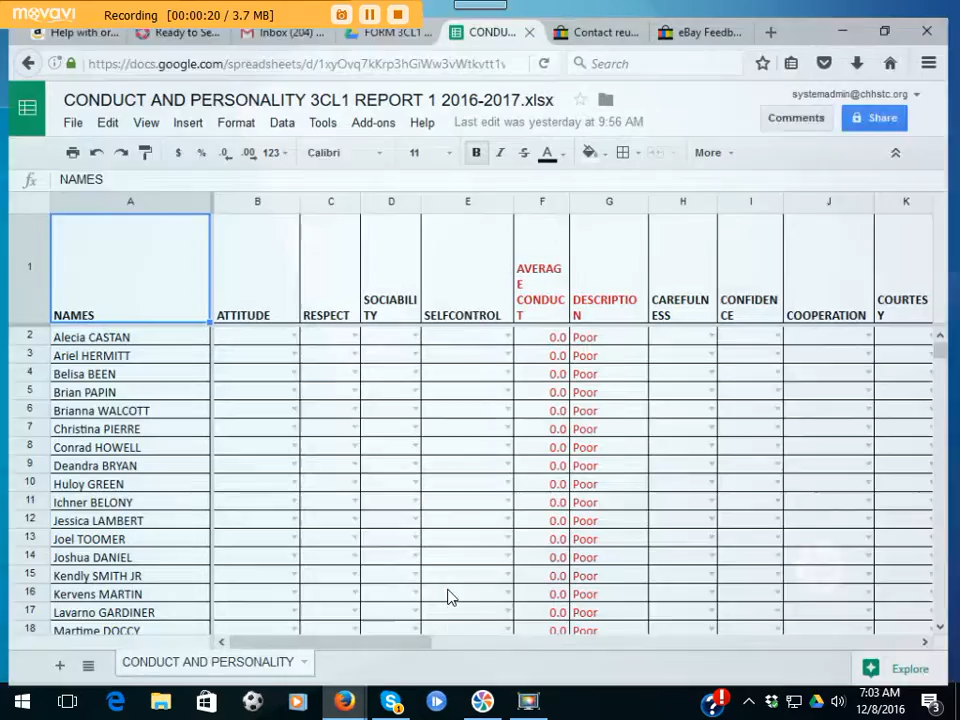 movavi Recording [00:00:20 / 3.7 MB]
Help with or... Ready to Se... Inbox (204) ... FORM 3CL1 ... CONDU... Contact reu... eBay Feedb...
https://docs.google.com/spreadsheets/d/1xyOvq7kKrp3hGiWw3vWtkvtt1v Search
CONDUCT AND PERSONALITY 3CL1 REPORT 1 2016-2017.xlsx
systemadmin@chhstc.org
File Edit View Insert Format Data Tools Add-ons Help Last edit was yesterday at 9:56 AM
Comments Share
$ % .0 .00 123 Calibri 11 B I S A More
fx NAMES
A B C D E F G H I J K
1 NAMES ATTITUDE RESPECT SOCIABILI
TY SELFCONTROL AVERAG
E
CONDUC
T DESCRIPTIO
N CAREFULN
ESS CONFIDEN
CE COOPERATION COURTES
Y
2 Alecia CASTAN 0.0 Poor
3 Ariel HERMITT 0.0 Poor
4 Belisa BEEN 0.0 Poor
5 Brian PAPIN 0.0 Poor
6 Brianna WALCOTT 0.0 Poor
7 Christina PIERRE 0.0 Poor
8 Conrad HOWELL 0.0 Poor
9 Deandra BRYAN 0.0 Poor
10 Huloy GREEN 0.0 Poor
11 Ichner BELONY 0.0 Poor
12 Jessica LAMBERT 0.0 Poor
13 Joel TOOMER 0.0 Poor
14 Joshua DANIEL 0.0 Poor
15 Kendly SMITH JR 0.0 Poor
16 Kervens MARTIN 0.0 Poor
17 Lavarno GARDINER 0.0 Poor
18 Martime DOCCY 0.0 Poor
CONDUCT AND PERSONALITY Explore
7:03 AM
12/8/2016
3